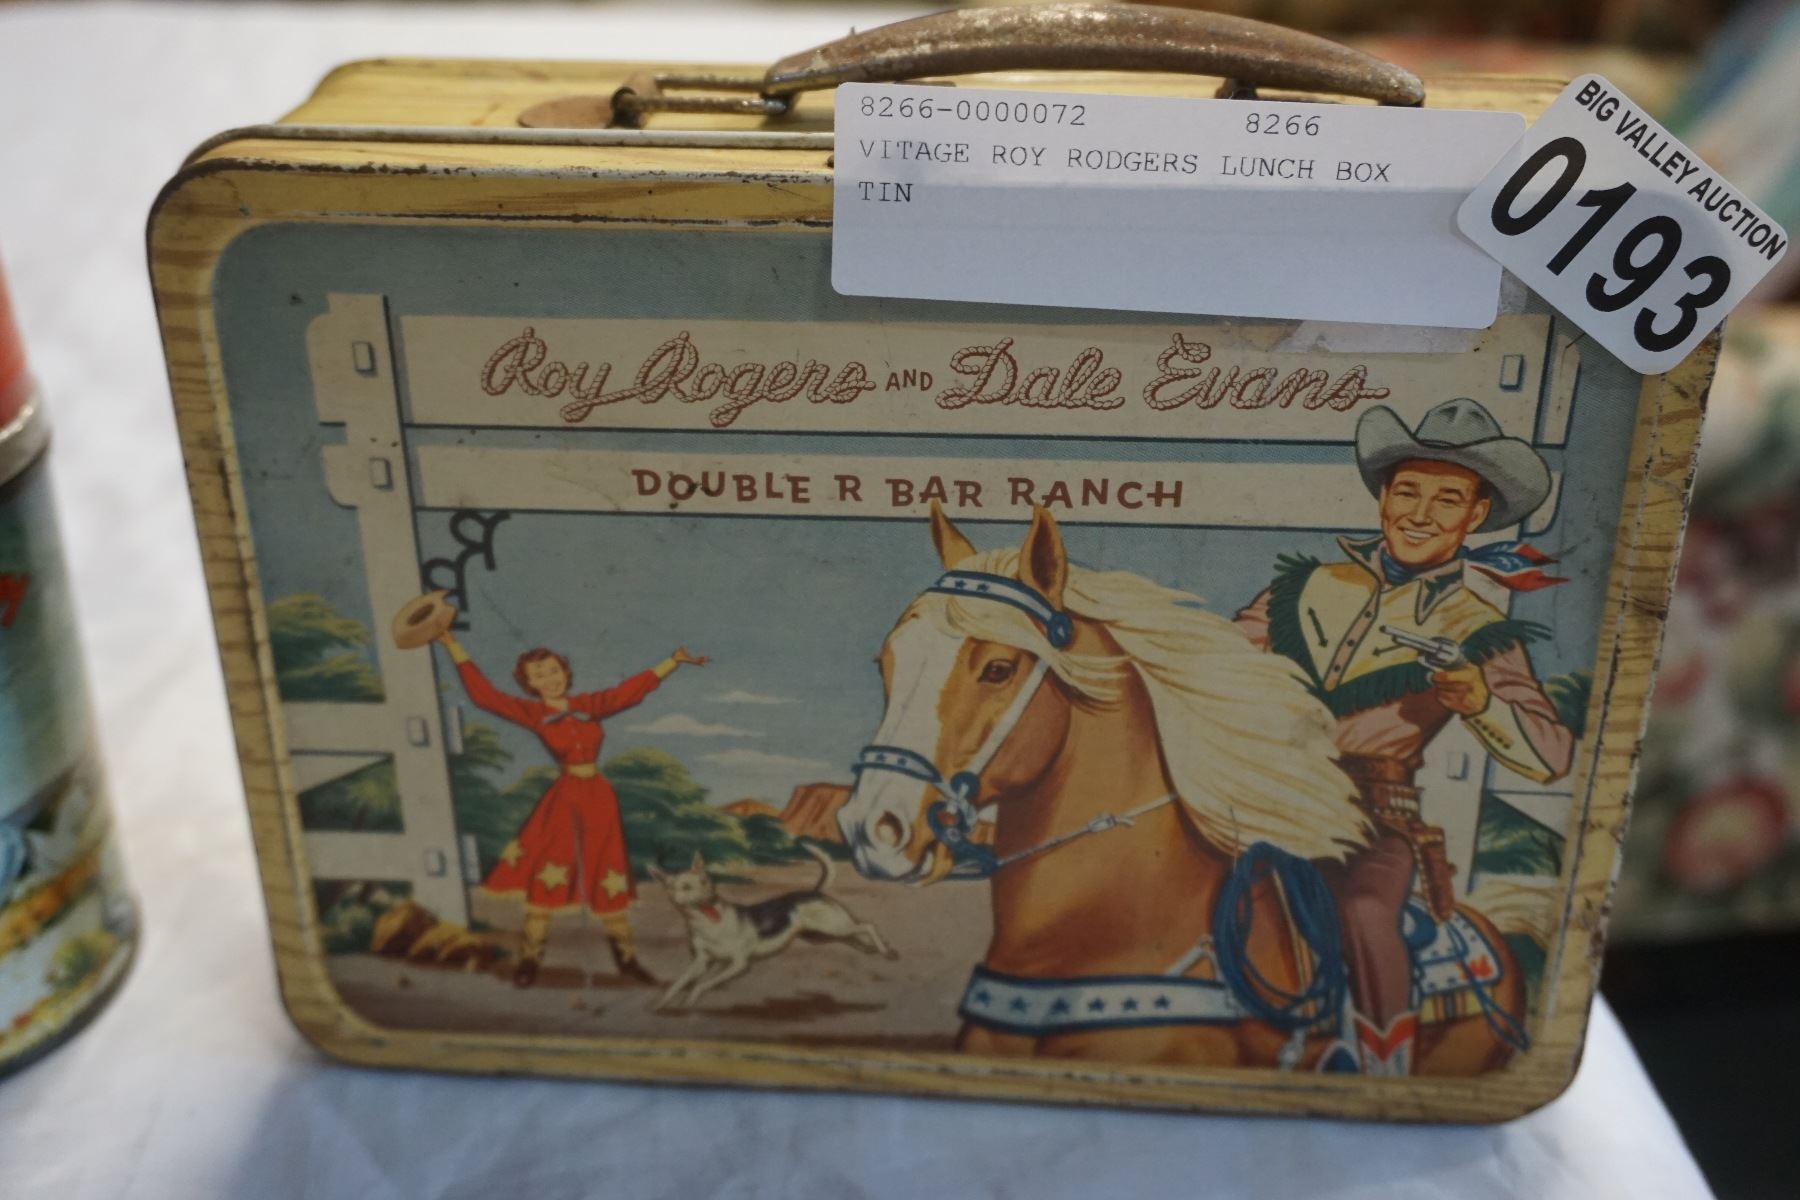 8266-0000072 8266
VITAGE ROY RODGERS LUNCH BOX
TIN
BIG VALLEY AUCTION
0193
Roy Rogers AND Dale Evans
DOUBLE R BAR RANCH
RR